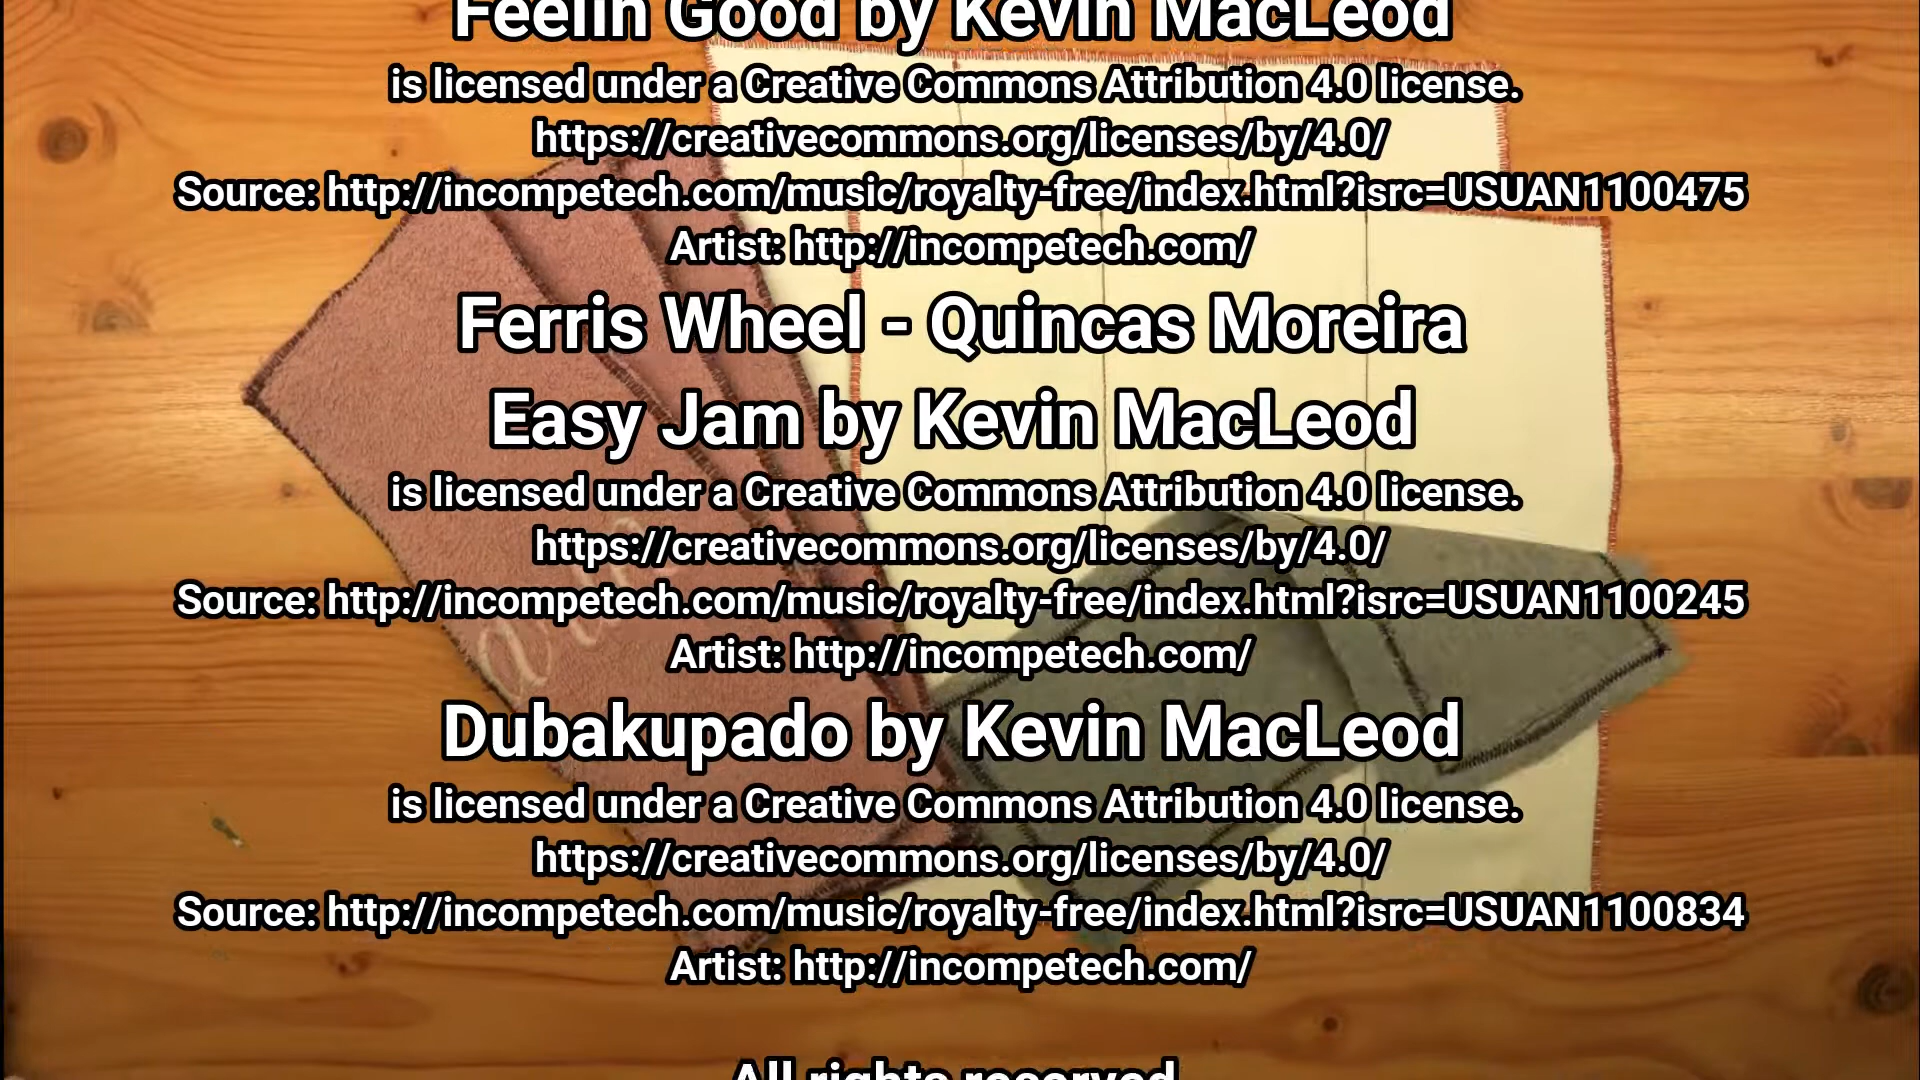 Feelin Good by Kevin MacLeod
is licensed under a Creative Commons Attribution 4.0 license.
https://creativecommons.org/licenses/by/4.0/
Source: http://incompetech.com/music/royalty-free/index.html?isrc=USUAN1100475
Artist: http://incompetech.com/
Ferris Wheel - Quincas Moreira
Easy Jam by Kevin MacLeod
is licensed under a Creative Commons Attribution 4.0 license.
https://creativecommons.org/licenses/by/4.0/
Source: http://incompetech.com/music/royalty-free/index.html?isrc=USUAN1100245
Artist: http://incompetech.com/
Dubakupado by Kevin MacLeod
is licensed under a Creative Commons Attribution 4.0 license.
https://creativecommons.org/licenses/by/4.0/
Source: http://incompetech.com/music/royalty-free/index.html?isrc=USUAN1100834
Artist: http://incompetech.com/
All rights reserved